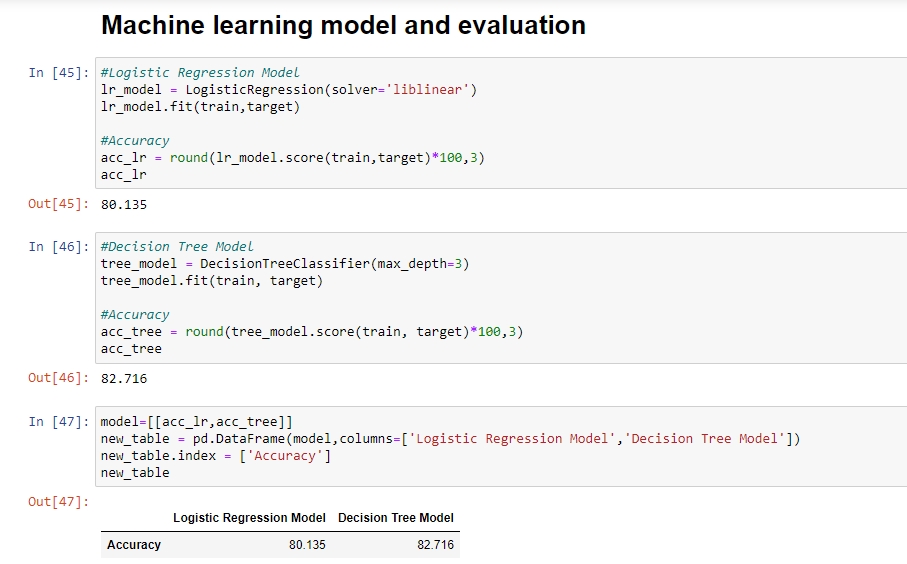 Machine learning model and evaluation
In [45]: #Logistic Regression Model
lr_model = LogisticRegression(solver='liblinear')
lr_model.fit(train,target)
#Accuracy
acc_lr = round(lr_model.score(train,target)*100,3)
acc_lr
Out[45]: 80.135
In [46]: #Decision Tree Model
tree_model = DecisionTreeClassifier(max_depth=3)
tree_model.fit(train, target)
#Accuracy
acc_tree = round(tree_model.score(train, target)*100,3)
acc_tree
Out[46]: 82.716
In [47]: model=[[acc_lr,acc_tree]]
new_table = pd.DataFrame(model,columns=['Logistic Regression Model','Decision Tree Model'])
new_table.index = ['Accuracy']
new_table
Out[47]:
Logistic Regression Model Decision Tree Model
Accuracy 80.135 82.716